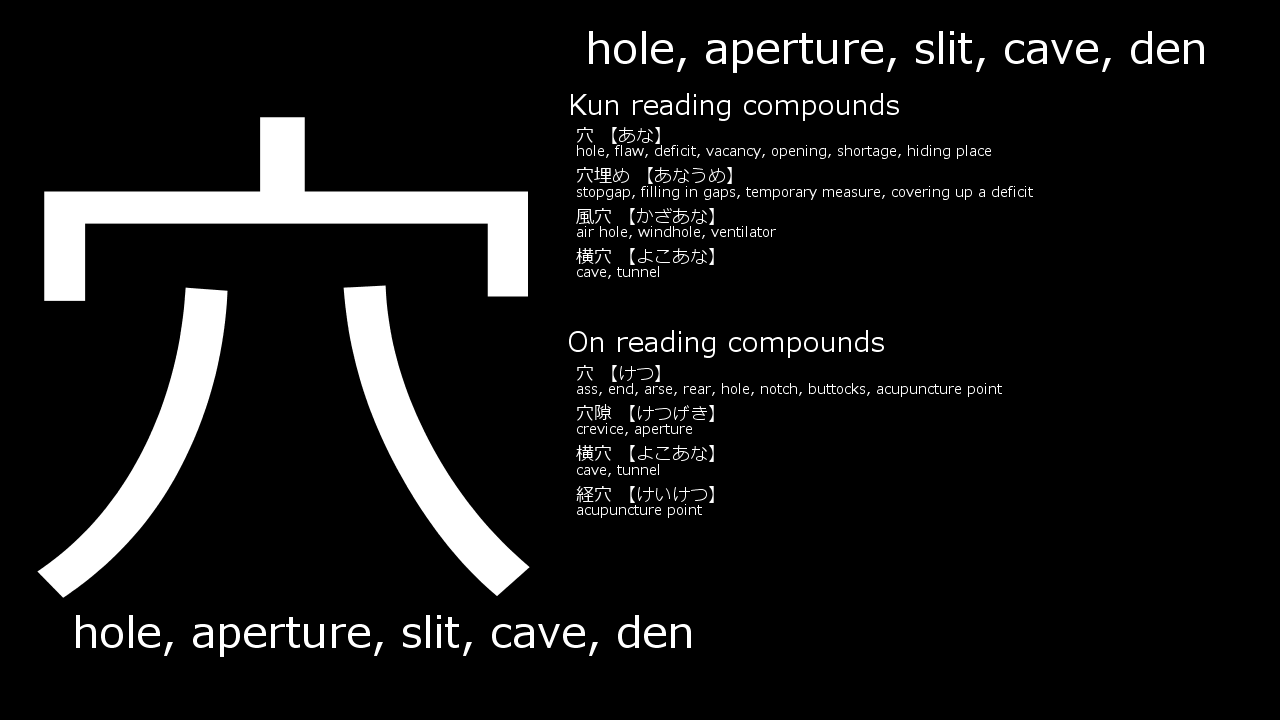 穴
hole, aperture, slit, cave, den
hole, aperture, slit, cave, den
Kun reading compounds
穴 【あな】
hole, flaw, deficit, vacancy, opening, shortage, hiding place
穴埋め 【あなうめ】
stopgap, filling in gaps, temporary measure, covering up a deficit
風穴 【かざあな】
air hole, windhole, ventilator
横穴 【よこあな】
cave, tunnel
On reading compounds
穴 【けつ】
ass, end, arse, rear, hole, notch, buttocks, acupuncture point
穴隙 【けつげき】
crevice, aperture
横穴 【よこあな】
cave, tunnel
経穴 【けいけつ】
acupuncture point